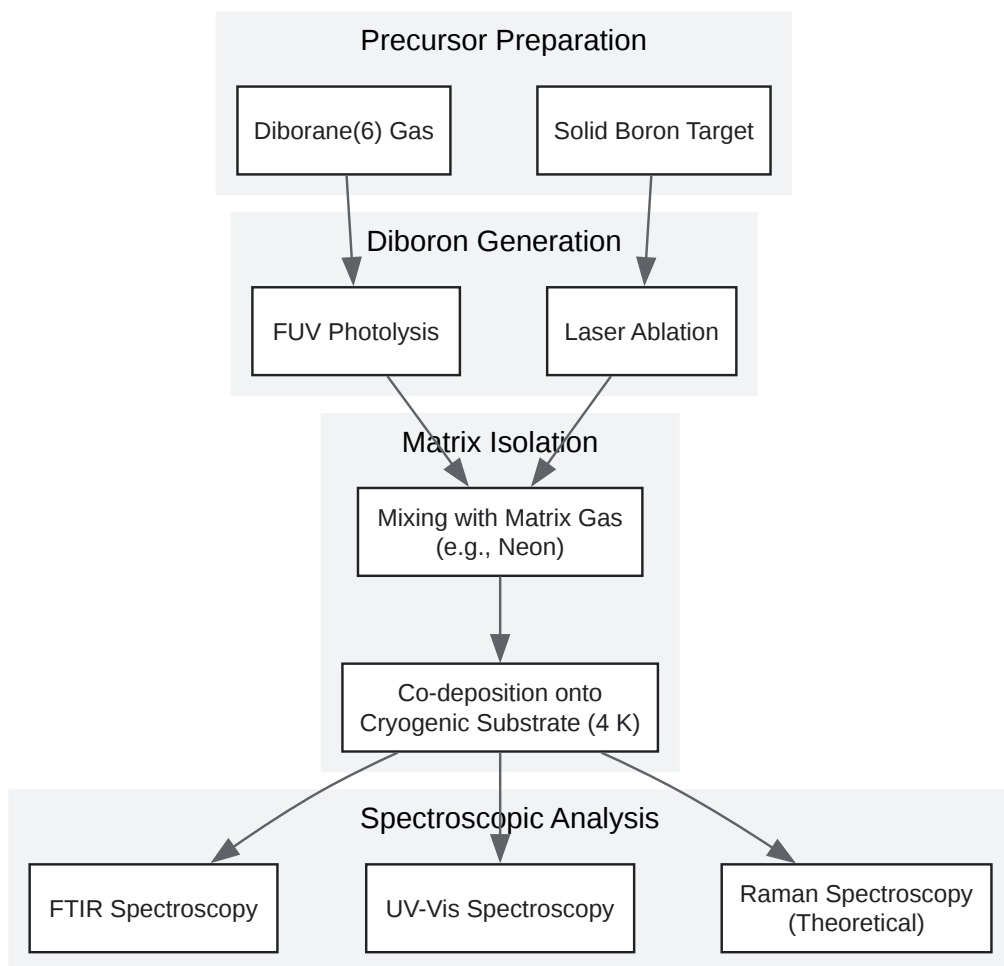 Precursor Preparation
Diborane(6) Gas
Solid Boron Target
Diboron Generation
FUV Photolysis
Laser Ablation
Matrix Isolation
Mixing with Matrix Gas
(e.g., Neon)
Co-deposition onto
Cryogenic Substrate (4 K)
Spectroscopic Analysis
FTIR Spectroscopy
UV-Vis Spectroscopy
Raman Spectroscopy
(Theoretical)